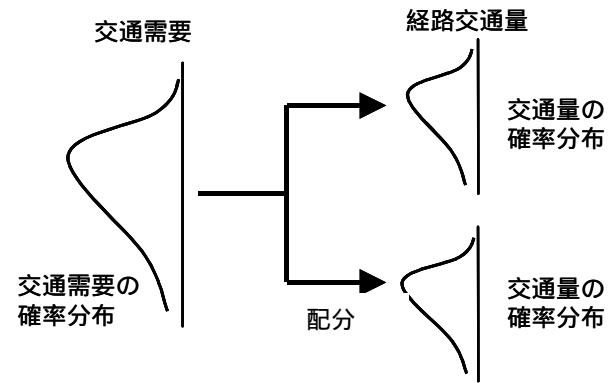 交通需要
経路交通量
交通量の
確率分布
交通需要の
確率分布
配分
交通量の
確率分布